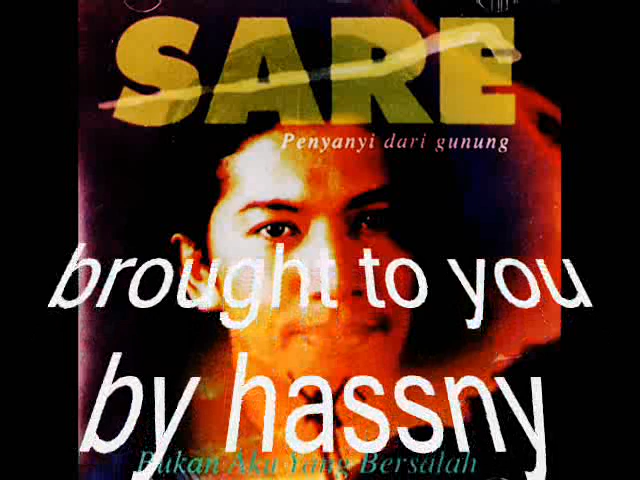 SARE
Penyanyi dari gunung
brought to you
by hassny
Bukan Aku Yang Bersalah